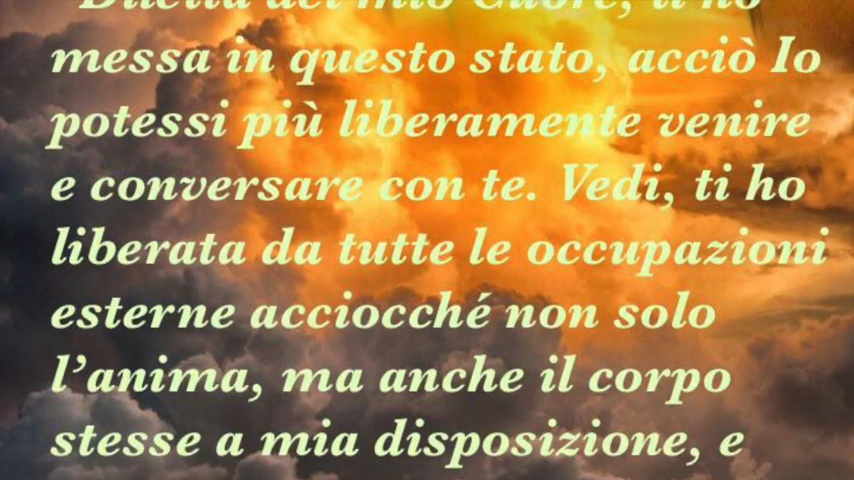 "Diletta del mio Cuore, ti ho
messa in questo stato, acciò Io
potessi più liberamente venire
e conversare con te. Vedi, ti ho
liberata da tutte le occupazioni
esterne acciocché non solo
l’anima, ma anche il corpo
stesse a mia disposizione, e